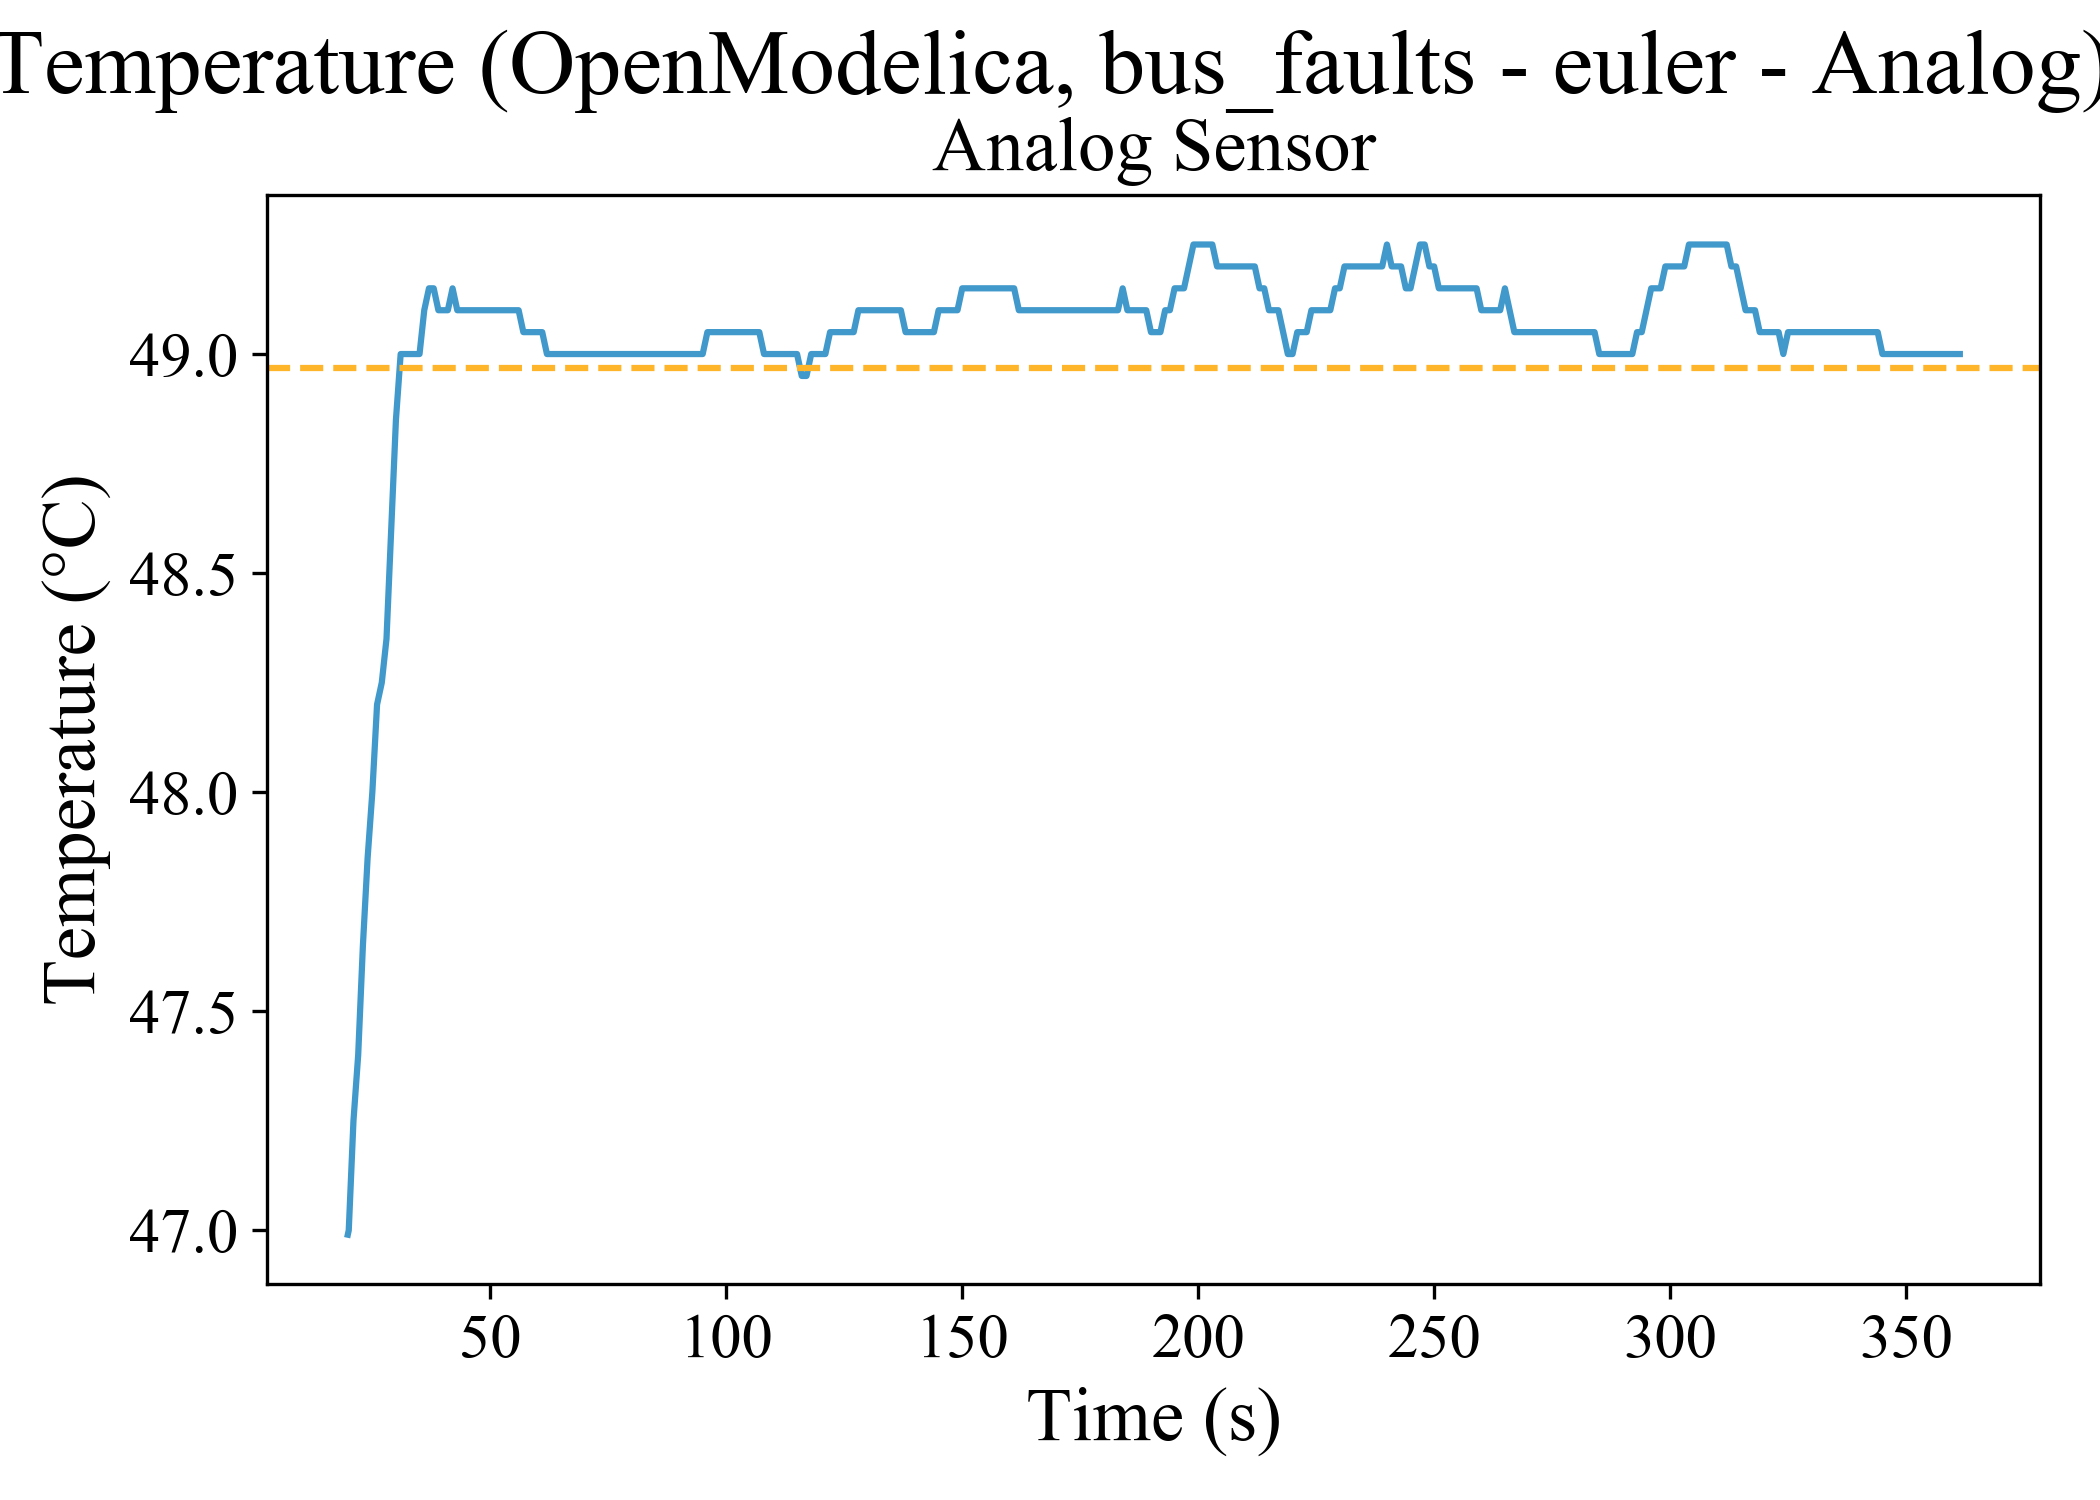 Temperature (OpenModelica, bus_faults - euler - Analog)
Analog Sensor
Temperature (°C)
49.0
48.5
48.0
47.5
47.0
50 100 150 200 250 300 350
Time (s)